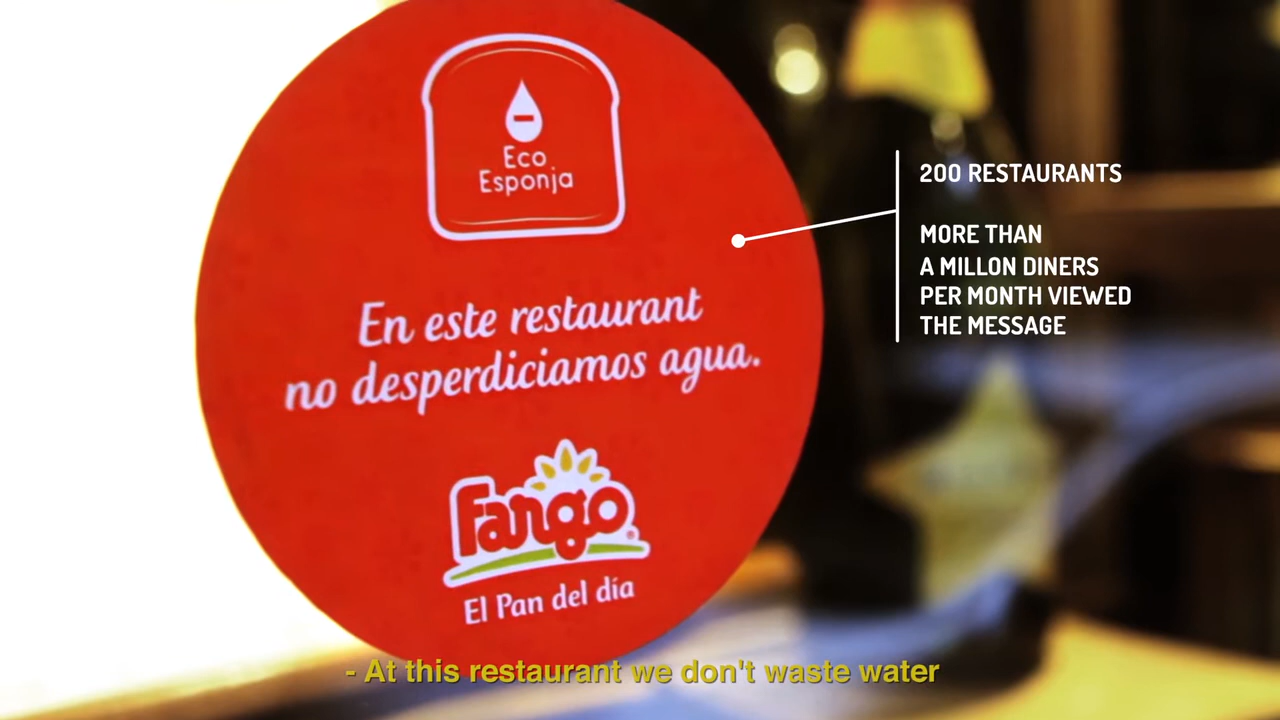 Eco
Esponja
En este restaurant
no desperdiciamos agua.
Fargo
El Pan del día
200 RESTAURANTS
MORE THAN
A MILLON DINERS
PER MONTH VIEWED
THE MESSAGE
- At this restaurant we don't waste water